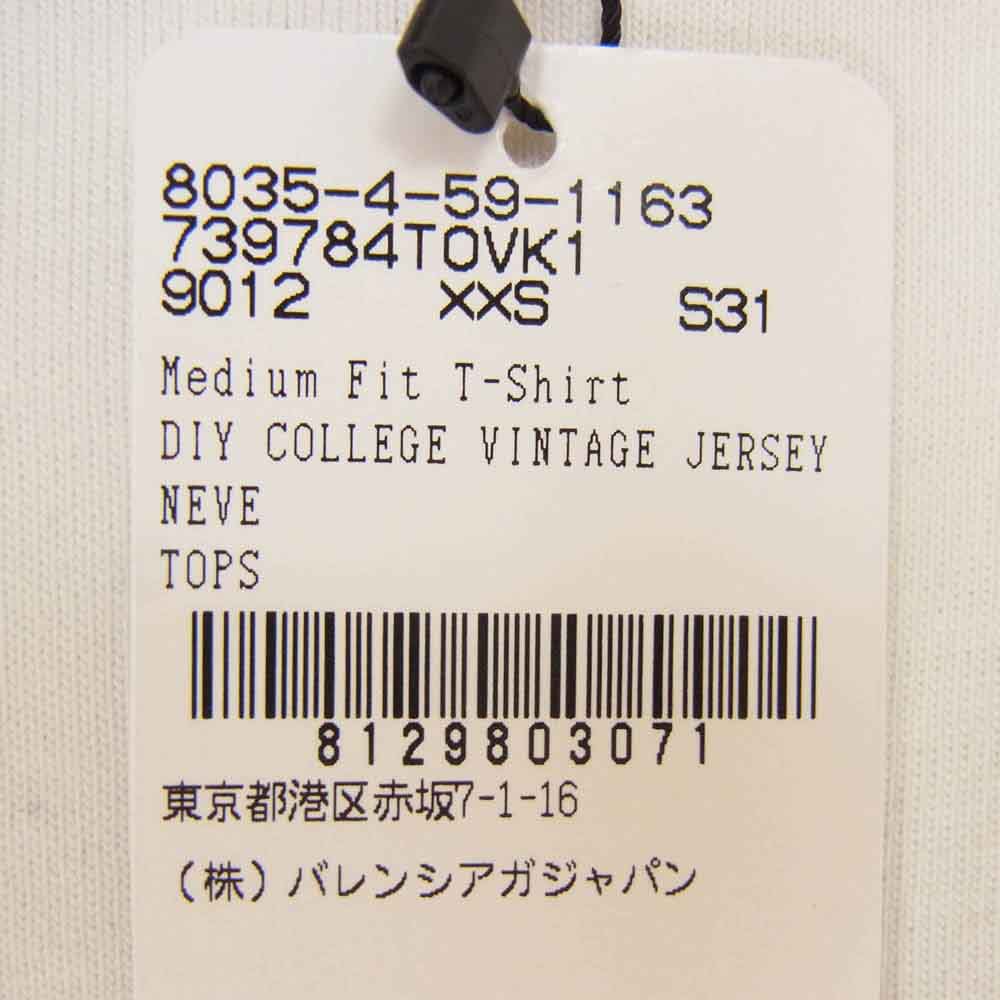 8035-4-59-1163
739784TOVK1
9012 XXS S31
Medium Fit T-Shirt
DIY COLLEGE VINTAGE JERSEY
NEVE
TOPS
8129803071
東京都港区赤坂7-1-16
（株）バレンシアガジャパン